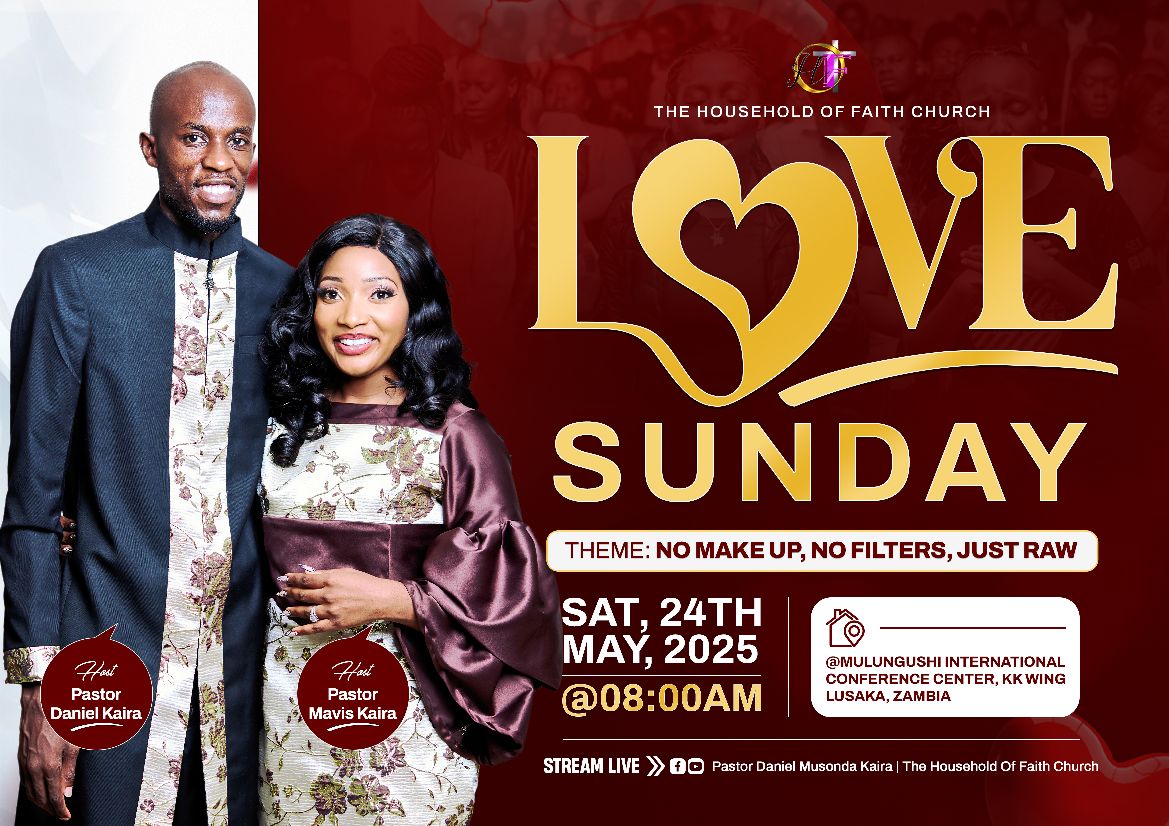 THE HOUSEHOLD OF FAITH CHURCH
LOVE
SUNDAY
THEME: NO MAKE UP, NO FILTERS, JUST RAW
SAT, 24TH
MAY, 2025
@08:00AM
@MULUNGUSHI INTERNATIONAL
CONFERENCE CENTER, KK WING
LUSAKA, ZAMBIA
Host
Pastor
Daniel Kaira
Host
Pastor
Mavis Kaira
STREAM LIVE Pastor Daniel Musonda Kaira | The Household Of Faith Church